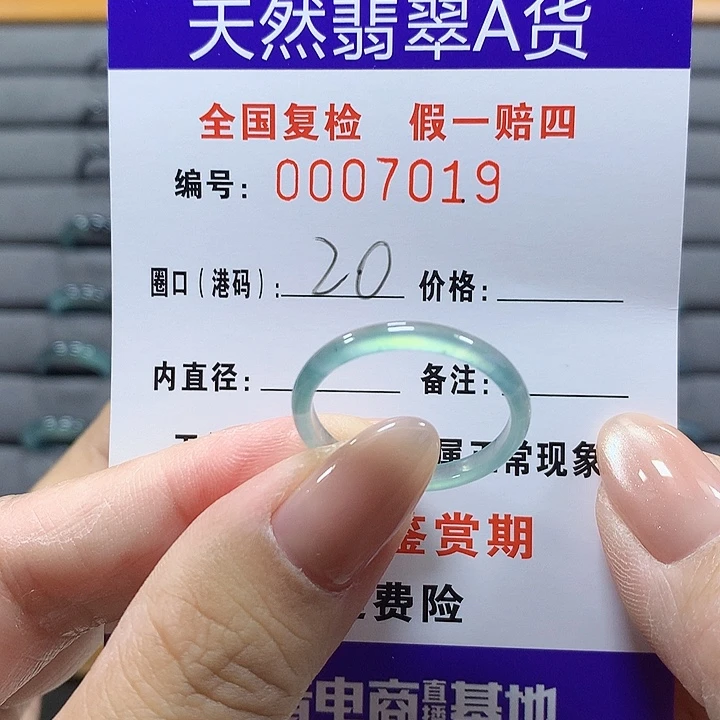 天然翡翠A货
全国复检 假一赔四
编号: 0007019
圈口(港码): 20 价格:
内直径: 备注:
属正常现象
鉴赏期
费险
电商直播基地